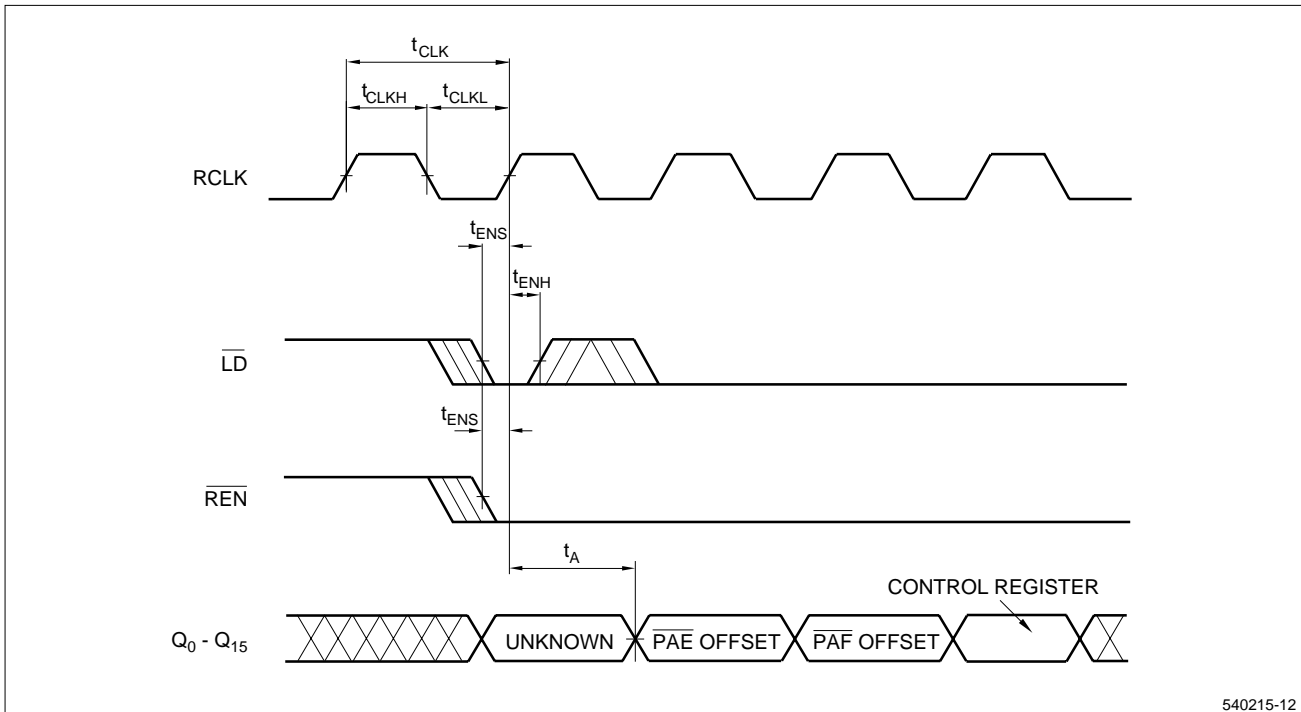 tCLK
tCLKH tCLKL
RCLK
tENS
tENH
LD
tENS
REN
tA
CONTROL REGISTER
Q0 - Q15 UNKNOWN PAE OFFSET PAF OFFSET
540215-12